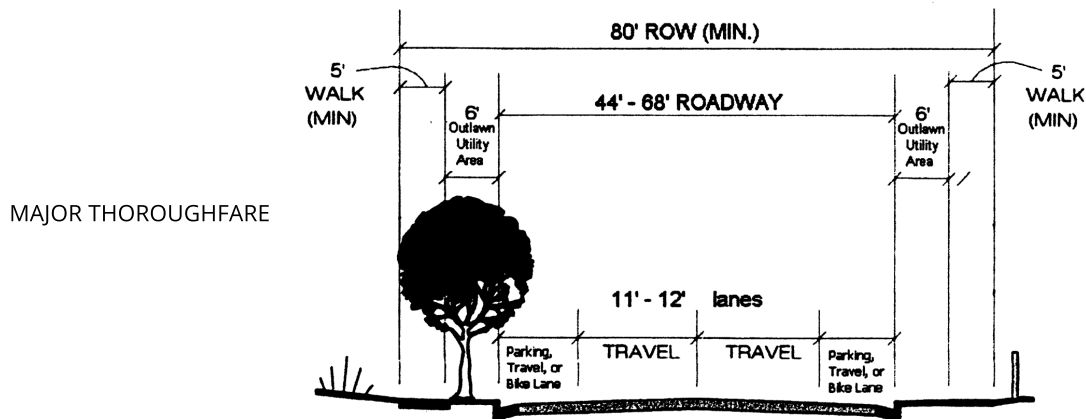 80' ROW (MIN.)
5'
WALK
(MIN)
5'
WALK
(MIN)
44' - 68' ROADWAY
6'
Outlawn
Utility
Area
6'
Outlawn
Utility
Area
MAJOR THOROUGHFARE
11' - 12' lanes
Parking,
Travel, or
Bike Lane
TRAVEL
TRAVEL
Parking,
Travel, or
Bike Lane